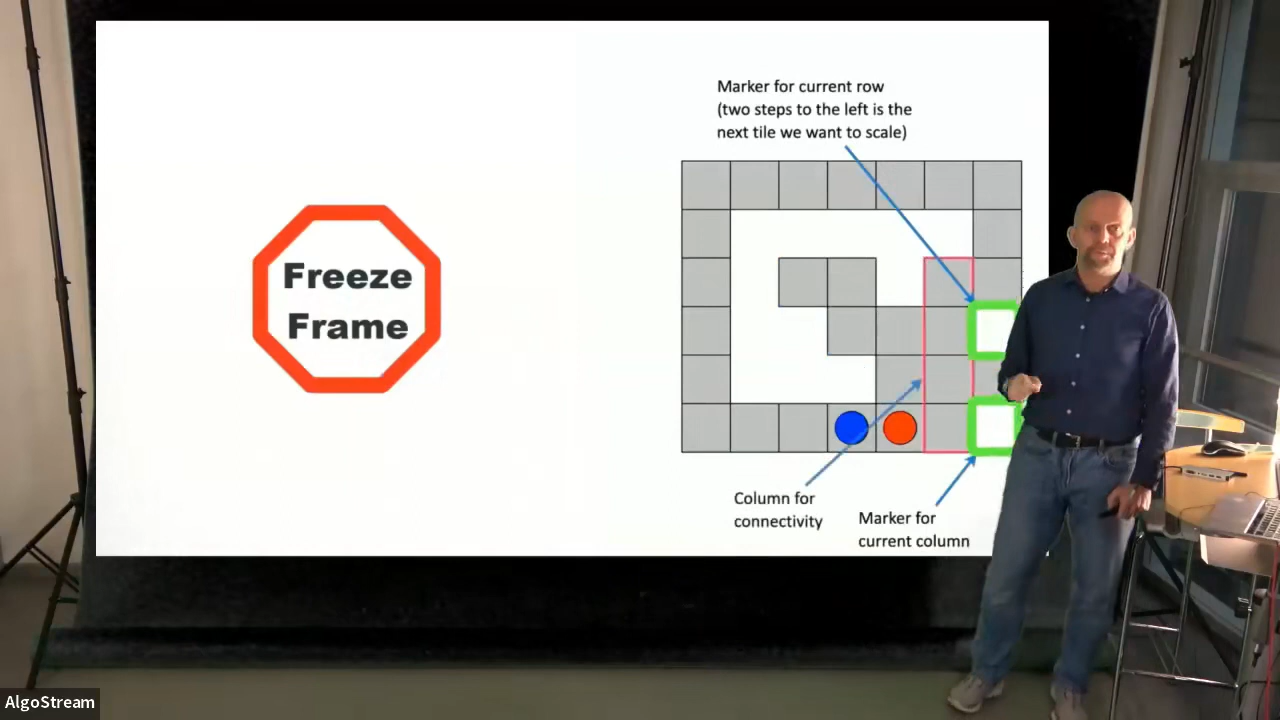 Freeze
Frame
Marker for current row
(two steps to the left is the
next tile we want to scale)
Column for
connectivity
Marker for
current column
AlgoStream